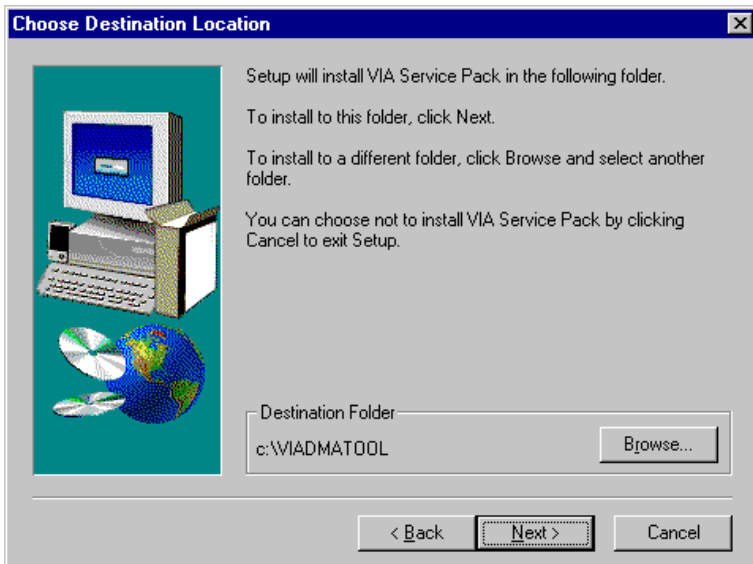 Choose Destination Location
Setup will install VIA Service Pack in the following folder.
To install to this folder, click Next.
To install to a different folder, click Browse and select another
folder.
You can choose not to install VIA Service Pack by clicking
Cancel to exit Setup.
Destination Folder
c:\VIADMATOOL
Browse...
< Back
Next >
Cancel